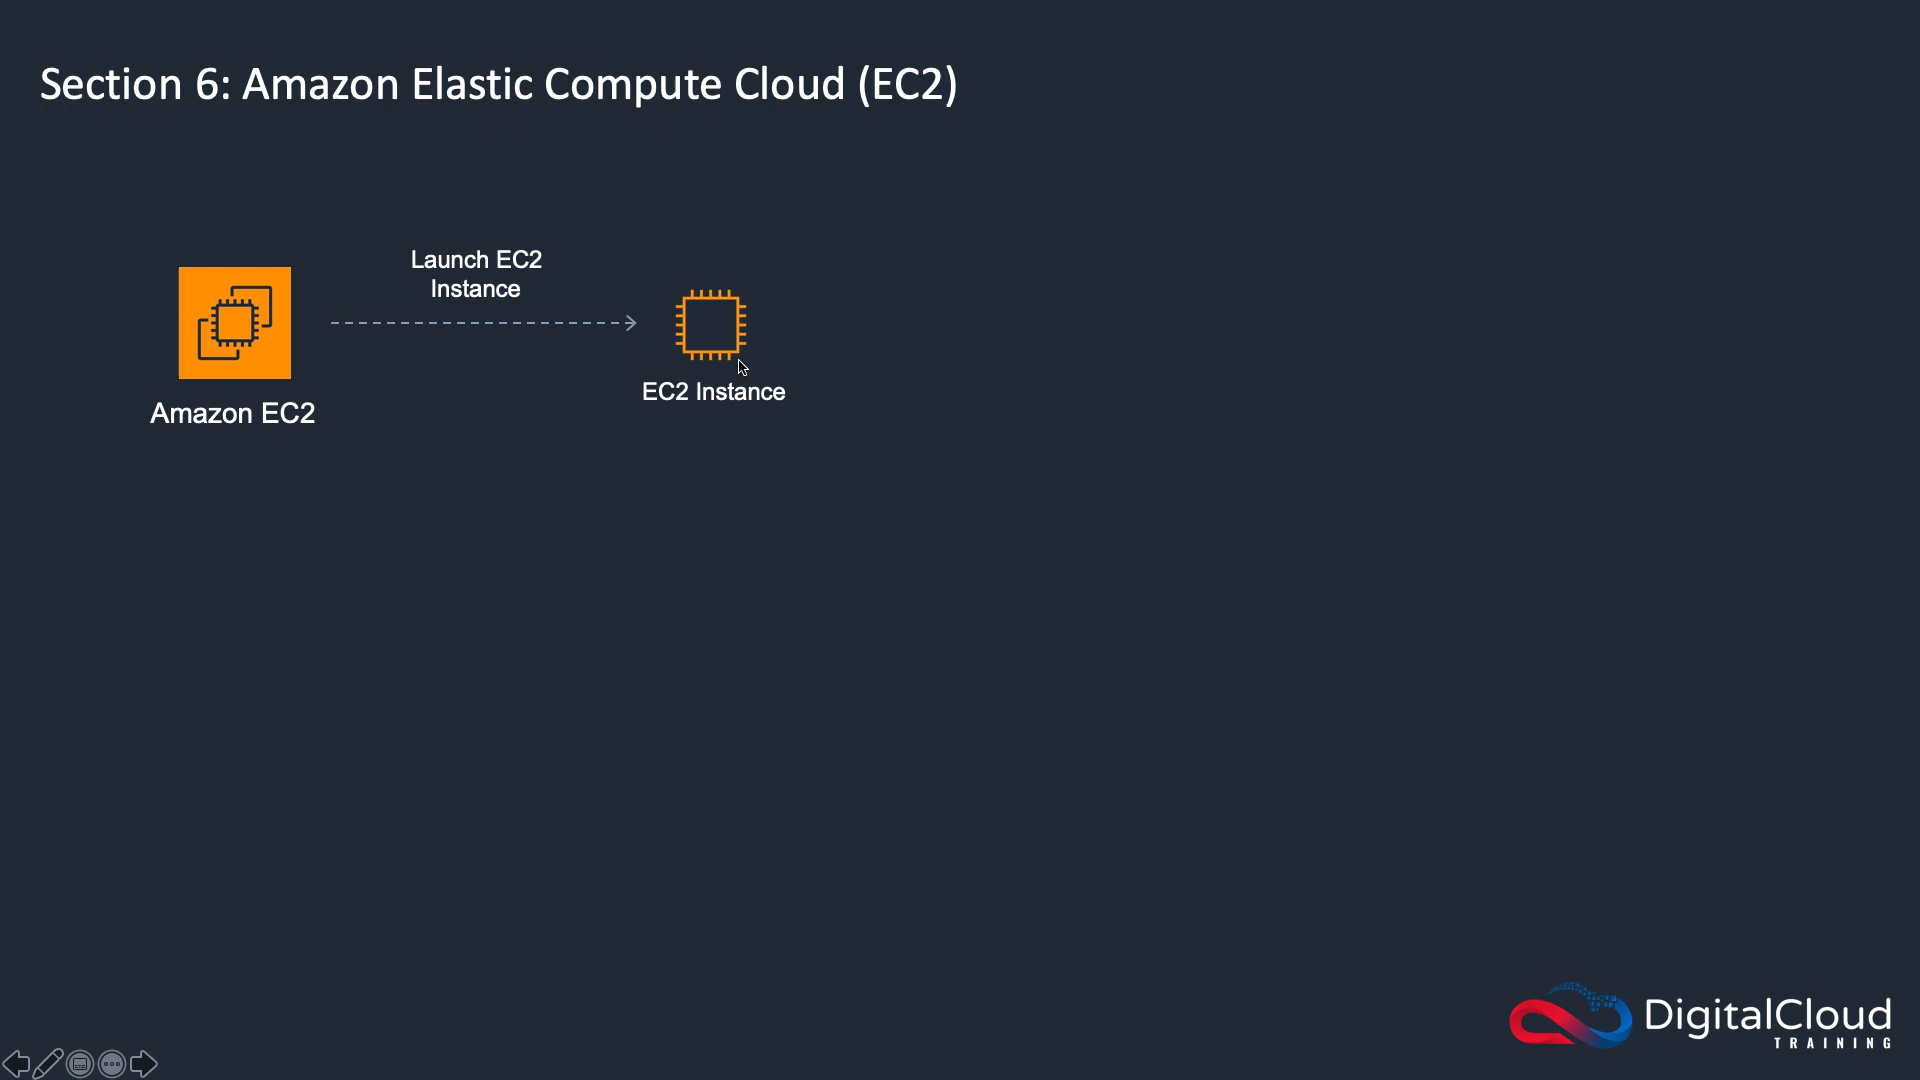 Section 6: Amazon Elastic Compute Cloud (EC2)
Launch EC2
Instance
EC2 Instance
Amazon EC2
DigitalCloud
TRAINING